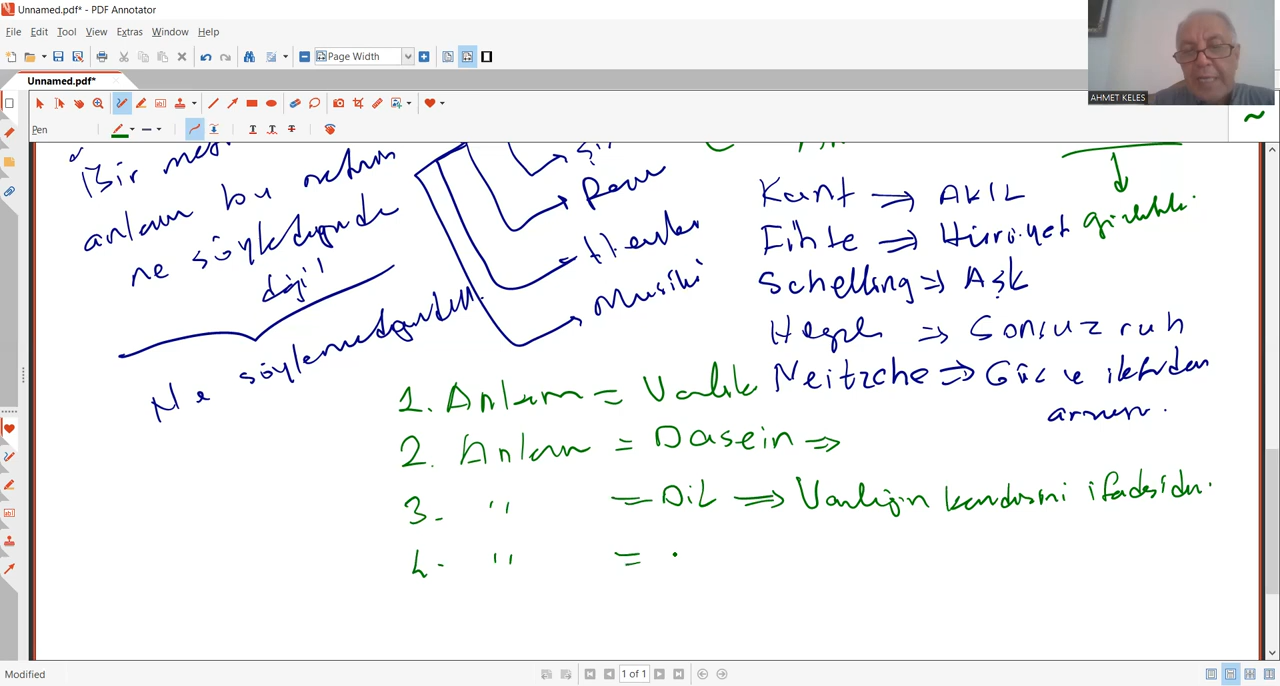 Unnamed.pdf* - PDF Annotator
File Edit Tool View Extras Window Help
Page Width
Unnamed.pdf*
Pen
AHMET KELES
Bir
anlam bu metnin
ne söylediğinde
değil
Ne söylemediğindedir.
Resim
Heykel
Musiki
Kant ⇒ AKIL
Fihte ⇒ Hürriyet
Schelling ⇒ Aşk
Hegel ⇒ Sonsuz ruh
Neitzche ⇒ Güç ve iktidar
1. Anlam = Varlık
2. Anlam = Dasein ⇒
3. " = Dil ⇒ Varlığın kendisini ifadesidir.
4. " =
Modified
1 of 1